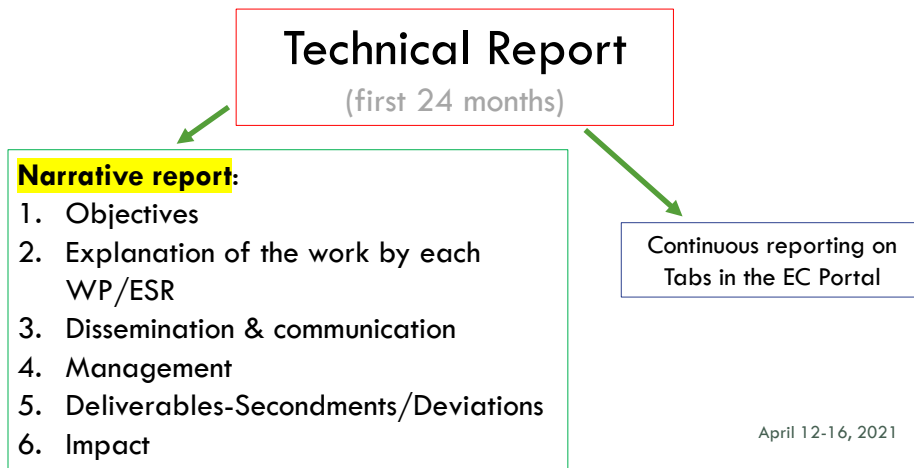 Technical Report
(first 24 months)
Narrative report:
1. Objectives
2. Explanation of the work by each
WP/ESR
3. Dissemination & communication
4. Management
5. Deliverables-Secondments/Deviations
6. Impact
Continuous reporting on
Tabs in the EC Portal
April 12-16, 2021